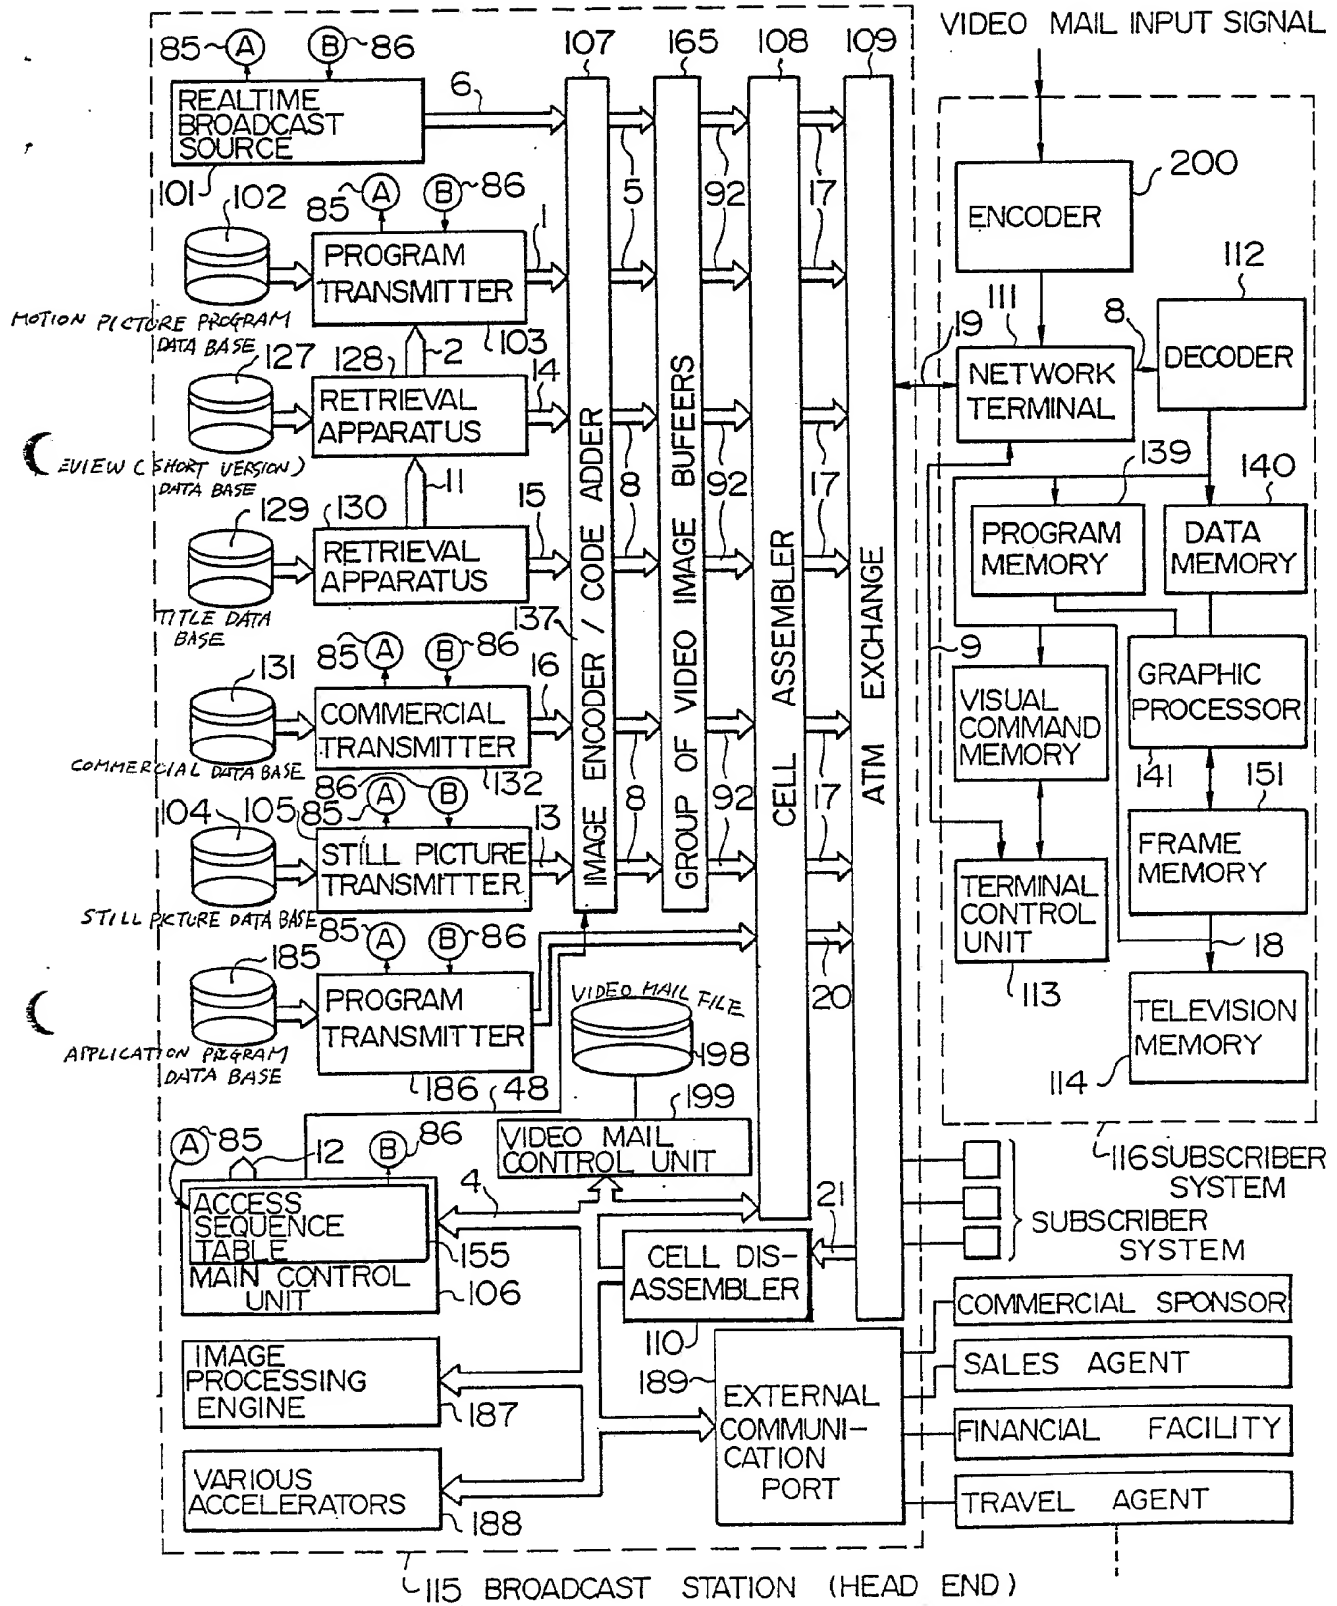 VIDEO MAIL INPUT SIGNAL
85 A B 86
107 165 108 109
REALTIME
BROADCAST
SOURCE
101
6
5 92 17
102
MOTION PICTURE PROGRAM
DATA BASE
85 A B 86
PROGRAM
TRANSMITTER
103
1
2
127
EVIEW (SHORT VERSION)
DATA BASE
128
RETRIEVAL
APPARATUS
14
8 92 17
11
129
TITLE DATA
BASE
130
RETRIEVAL
APPARATUS
15
137
131
COMMERCIAL DATA BASE
85 A B 86
COMMERCIAL
TRANSMITTER
132
16
8 92 17
104
STILL PICTURE DATA BASE
105
85 A 86 B
STILL PICTURE
TRANSMITTER
13
185
APPLICATION PROGRAM
DATA BASE
85 A B 86
PROGRAM
TRANSMITTER
186
48
20
IMAGE ENCODER / CODE ADDER
GROUP OF VIDEO IMAGE BUFEERS
CELL ASSEMBLER
ATM EXCHANGE
VIDEO MAIL FILE
198
199
VIDEO MAIL
CONTROL UNIT
A 85
12
B 86
4
ACCESS
SEQUENCE
TABLE
155
MAIN CONTROL
UNIT
106
CELL DIS-
ASSEMBLER
110
21
IMAGE
PROCESSING
ENGINE
187
VARIOUS
ACCELERATORS
188
189
EXTERNAL
COMMUNI-
CATION
PORT
115 BROADCAST STATION (HEAD END)
200
ENCODER
112
DECODER
111
NETWORK
TERMINAL
8
19
139
PROGRAM
MEMORY
140
DATA
MEMORY
9
VISUAL
COMMAND
MEMORY
GRAPHIC
PROCESSOR
141
151
FRAME
MEMORY
TERMINAL
CONTROL
UNIT
113
18
TELEVISION
MEMORY
114
116 SUBSCRIBER
SYSTEM
SUBSCRIBER
SYSTEM
COMMERCIAL SPONSOR
SALES AGENT
FINANCIAL FACILITY
TRAVEL AGENT